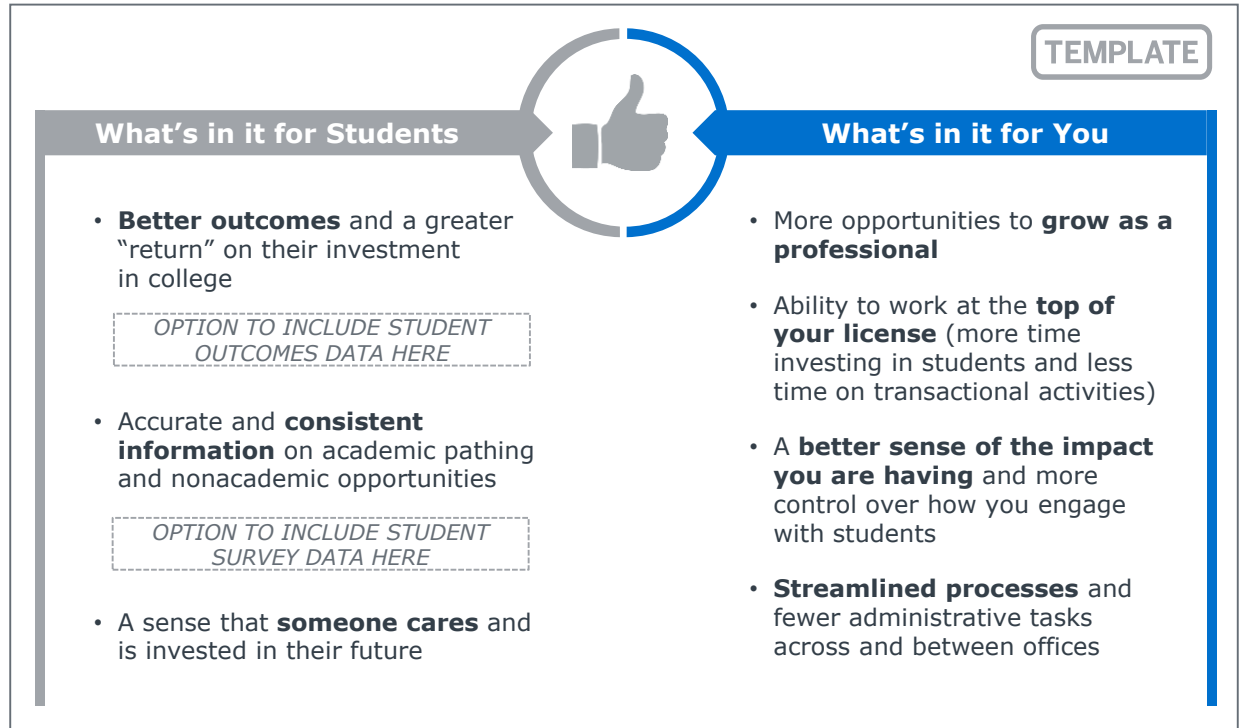 TEMPLATE
What’s in it for Students
• Better outcomes and a greater
“return” on their investment
in college
OPTION TO INCLUDE STUDENT
OUTCOMES DATA HERE
• Accurate and consistent
information on academic pathing
and nonacademic opportunities
OPTION TO INCLUDE STUDENT
SURVEY DATA HERE
• A sense that someone cares and
is invested in their future
What’s in it for You
• More opportunities to grow as a
professional
• Ability to work at the top of
your license (more time
investing in students and less
time on transactional activities)
• A better sense of the impact
you are having and more
control over how you engage
with students
• Streamlined processes and
fewer administrative tasks
across and between offices